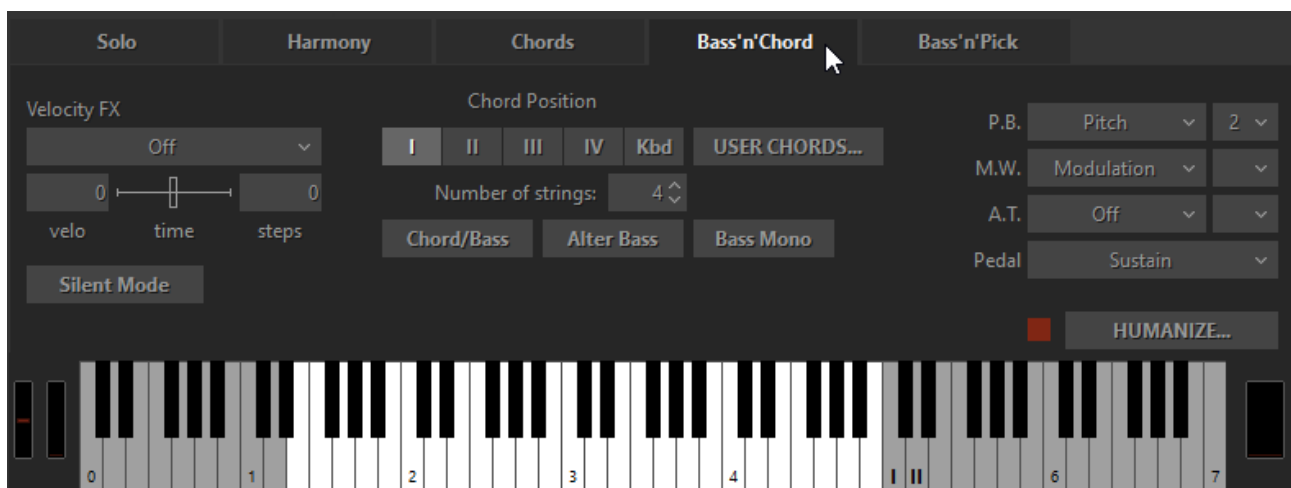 Solo Harmony Chords Bass'n'Chord Bass'n'Pick
Velocity FX
Off
0 0
velo time steps
Silent Mode
Chord Position
I II III IV Kbd USER CHORDS...
Number of strings: 4
Chord/Bass Alter Bass Bass Mono
P.B. Pitch 2
M.W. Modulation
A.T. Off
Pedal Sustain
HUMANIZE...
0 1 2 3 4 I II 6 7